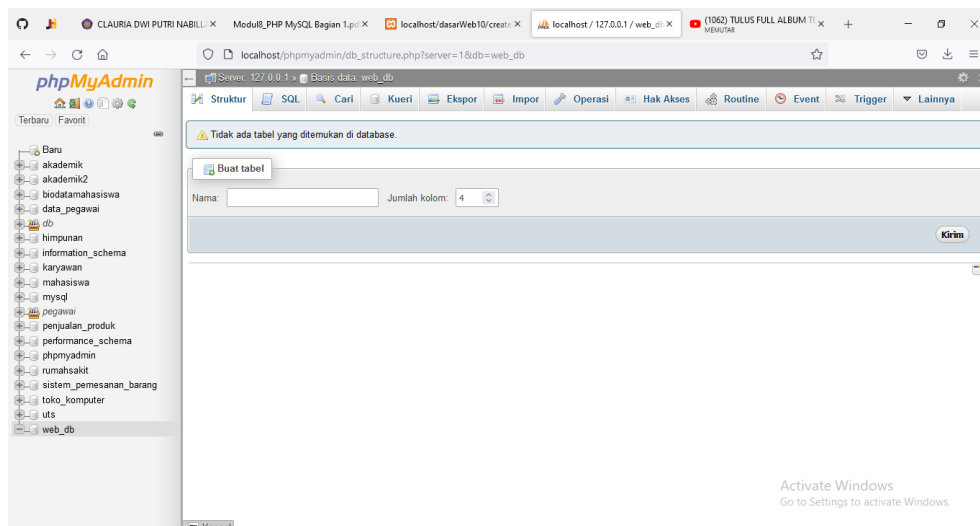 CLAURIA DWI PUTRI NABILL
Modul8_PHP MySQL Bagian 1.pd
localhost/dasarWeb10/create
localhost / 127.0.0.1 / web_d
(1062) TULUS FULL ALBUM T
MEMUTAR
localhost/phpmyadmin/db_structure.php?server=1&db=web_db
phpMyAdmin
Terbaru Favorit
Baru
akademik
akademik2
biodatamahasiswa
data_pegawai
db
himpunan
information_schema
karyawan
mahasiswa
mysql
pegawai
penjualan_produk
performance_schema
phpmyadmin
rumahsakit
sistem_pemesanan_barang
toko_komputer
uts
web_db
Server: 127.0.0.1 » Basis data: web_db
Struktur SQL Cari Kueri Ekspor Impor Operasi Hak Akses Routine Event Trigger Lainnya
Tidak ada tabel yang ditemukan di database.
Buat tabel
Nama: Jumlah kolom: 4
Kirim
Activate Windows
Go to Settings to activate Windows.